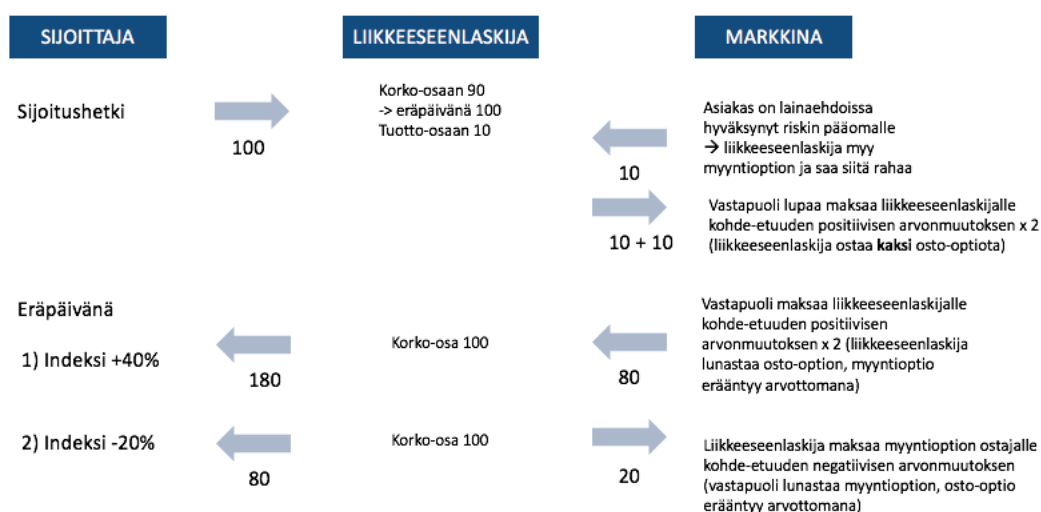 SIJOITTAJA
LIIKKEESEENLASKIJA
MARKKINA
Sijoitushetki
100
Korko-osaan 90
-> eräpäivänä 100
Tuotto-osaan 10
10
Asiakas on lainaehdoissa
hyväksynyt riskin pääomalle
→ liikkeeseenlaskija myy
myyntioption ja saa siitä rahaa
10 + 10
Vastapuoli lupaa maksaa liikkeeseenlaskijalle
kohde-etuuden positiivisen arvonmuutoksen x 2
(liikkeeseenlaskija ostaa kaksi osto-optiota)
Eräpäivänä
1) Indeksi +40%
180
Korko-osa 100
80
Vastapuoli maksaa liikkeeseenlaskijalle
kohde-etuuden positiivisen
arvonmuutoksen x 2 (liikkeeseenlaskija
lunastaa osto-option, myyntioptio
erääntyy arvottomana)
2) Indeksi -20%
80
Korko-osa 100
20
Liikkeeseenlaskija maksaa myyntioption ostajalle
kohde-etuuden negatiivisen arvonmuutoksen
(vastapuoli lunastaa myyntioption, osto-optio
erääntyy arvottomana)